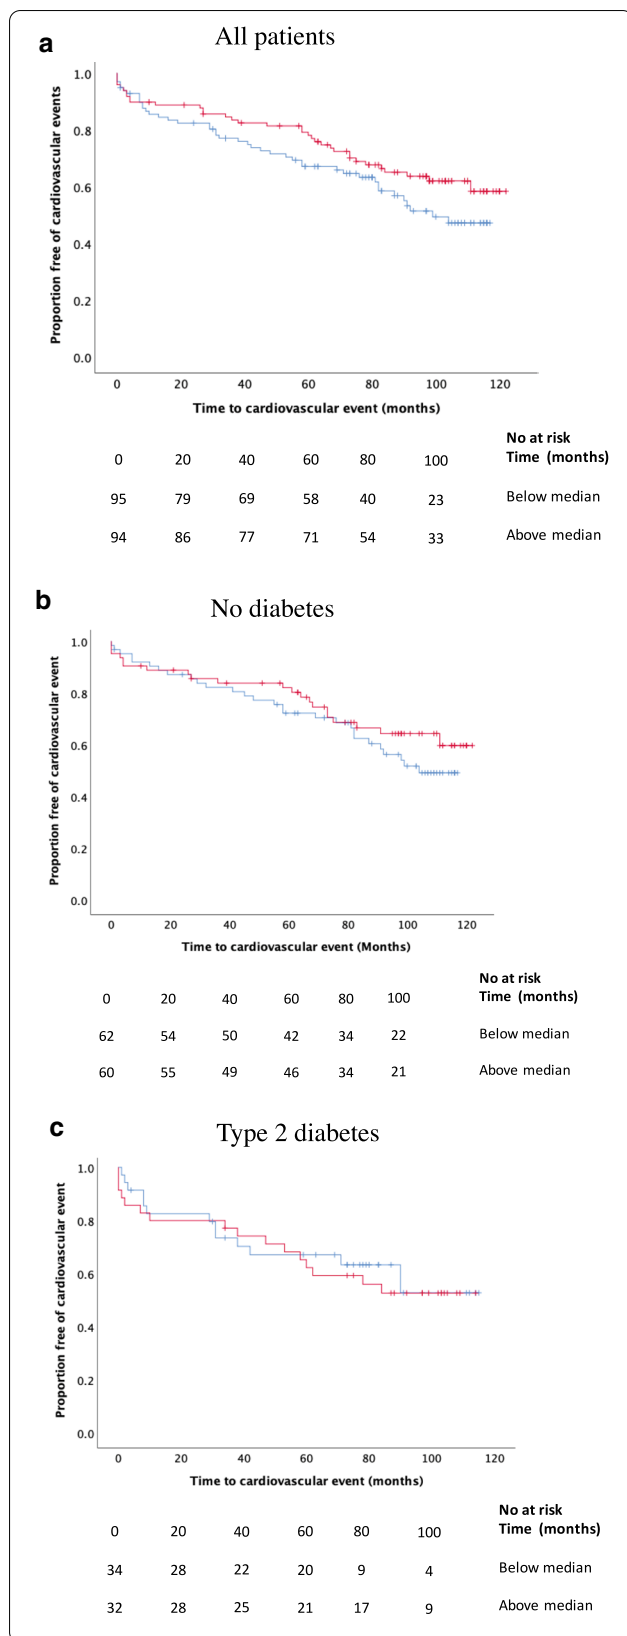 a
All patients
Proportion free of cardiovascular events
1.0
0.8
0.6
0.4
0.2
0.0
0 20 40 60 80 100 120
Time to cardiovascular event (months)
No at risk
0 20 40 60 80 100 Time (months)
95 79 69 58 40 23 Below median
94 86 77 71 54 33 Above median
b
No diabetes
Proportion free of cardiovascular event
1.0
0.8
0.6
0.4
0.2
0.0
0 20 40 60 80 100 120
Time to cardiovascular event (Months)
No at risk
0 20 40 60 80 100 Time (months)
62 54 50 42 34 22 Below median
60 55 49 46 34 21 Above median
c
Type 2 diabetes
Proportion free of cardiovascular event
1.0
0.8
0.6
0.4
0.2
0.0
0 20 40 60 80 100 120
Time to cardiovascular event (months)
No at risk
0 20 40 60 80 100 Time (months)
34 28 22 20 9 4 Below median
32 28 25 21 17 9 Above median